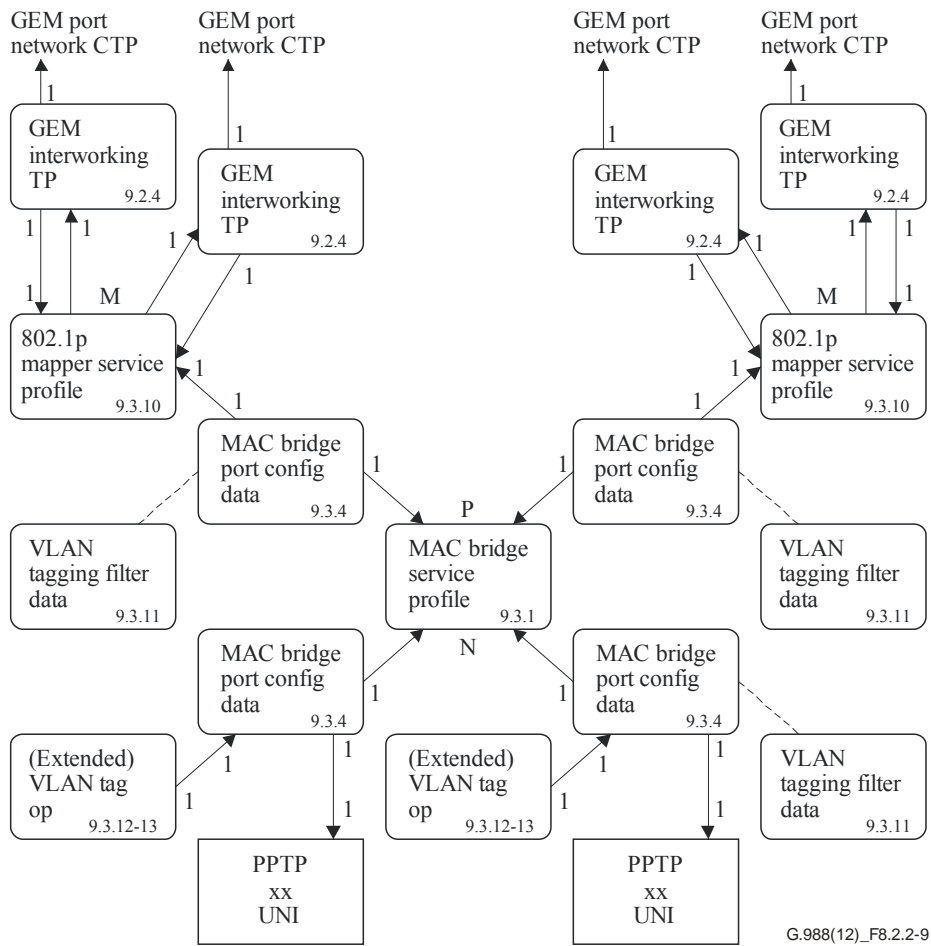 GEM port
network CTP
GEM port
network CTP
GEM port
network CTP
GEM port
network CTP
1
1
GEM
interworking
TP
9.2.4
1
1
GEM
interworking
TP
9.2.4
1
1
GEM
interworking
TP
9.2.4
1
1
GEM
interworking
TP
9.2.4
1
1
1
1
1
1
1
1
M
1
1
M
802.1p
mapper service
profile
9.3.10
802.1p
mapper service
profile
9.3.10
1
1
1
1
MAC bridge
port config
data
9.3.4
1
MAC bridge
port config
data
9.3.4
1
P
VLAN
tagging filter
data
9.3.11
MAC bridge
service
profile
9.3.1
VLAN
tagging filter
data
9.3.11
N
MAC bridge
port config
data
9.3.4
1
MAC bridge
port config
data
9.3.4
1
(Extended)
VLAN tag
op
9.3.12-13
1
1
1
1
(Extended)
VLAN tag
op
9.3.12-13
1
1
1
1
VLAN
tagging filter
data
9.3.11
PPTP
xx
UNI
PPTP
xx
UNI
G.988(12)_F8.2.2-9